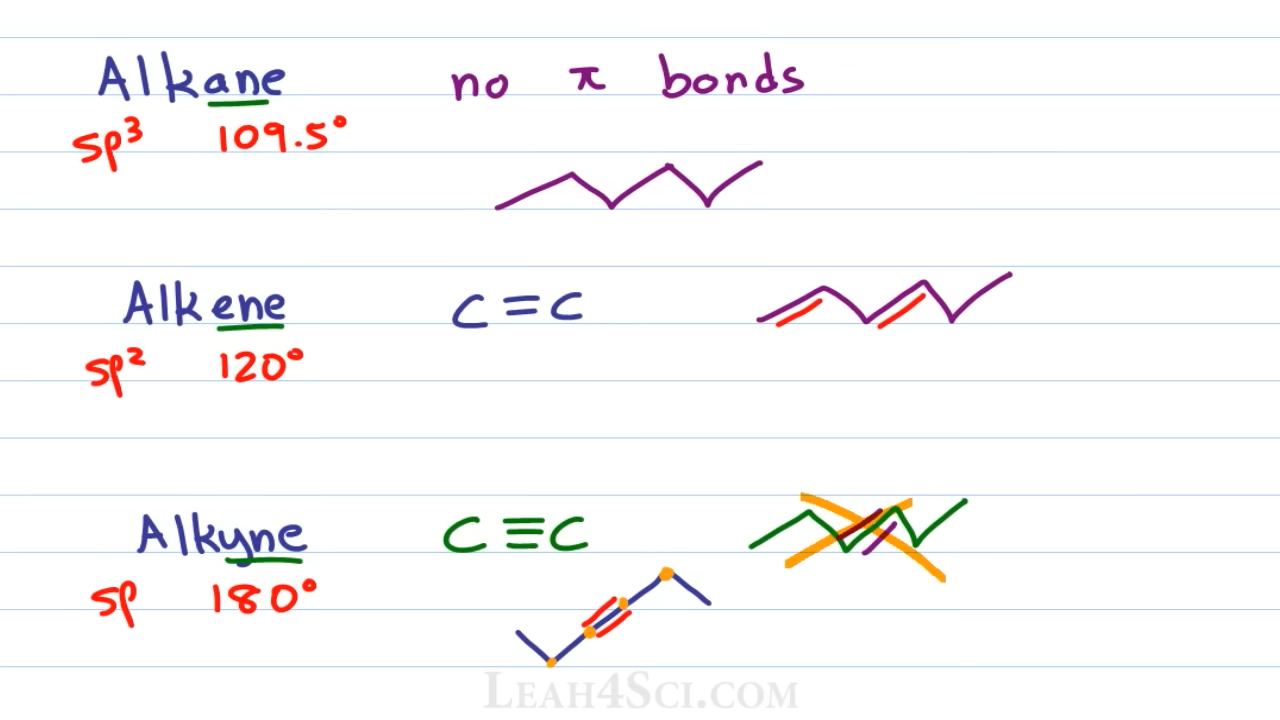 Alkane no π bonds
sp³ 109.5°
Alkene C=C
sp² 120°
Alkyne C≡C
sp 180°
LEAH4SCI.COM